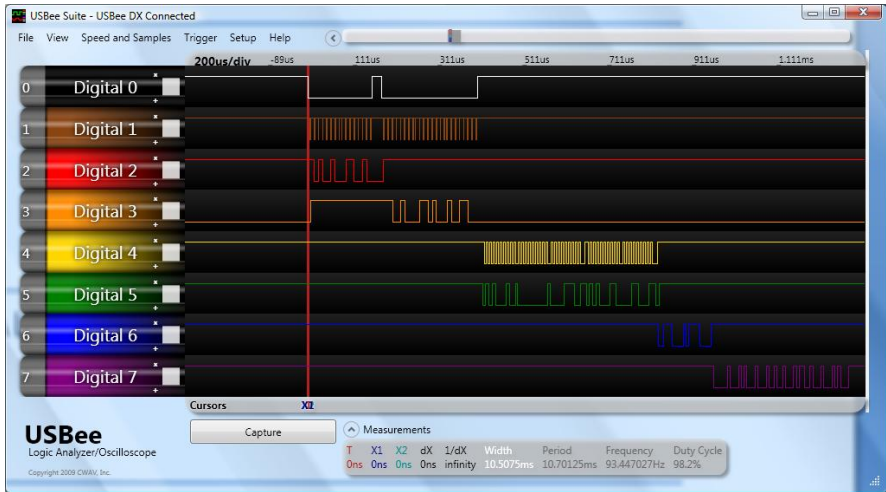 USBee Suite - USBee DX Connected
File View Speed and Samples Trigger Setup Help
200us/div -89us 111us 311us 511us 711us 911us 1.111ms
0 Digital 0
1 Digital 1
2 Digital 2
3 Digital 3
4 Digital 4
5 Digital 5
6 Digital 6
7 Digital 7
Cursors
USBee
Logic Analyzer/Oscilloscope
Copyright 2009 CWAV, Inc.
Capture
Measurements
T X1 X2 dX 1/dX Width Period Frequency Duty Cycle
0ns 0ns 0ns 0ns infinity 10.5075ms 10.70125ms 93.447027Hz 98.2%